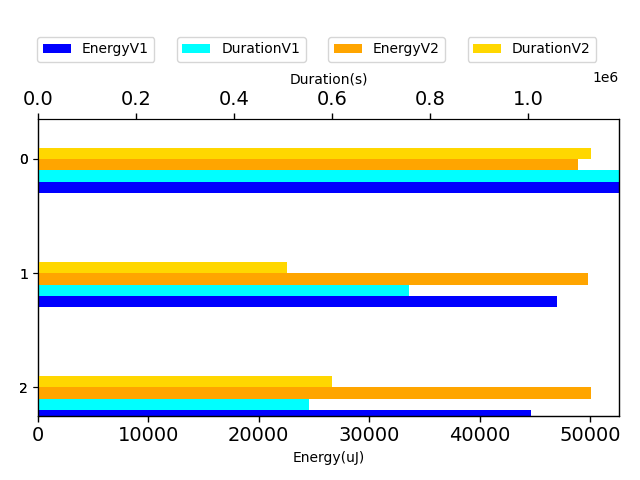 EnergyV1 DurationV1 EnergyV2 DurationV2
Duration(s)
1e6
0.0 0.2 0.4 0.6 0.8 1.0
0
1
2
0 10000 20000 30000 40000 50000
Energy(uJ)